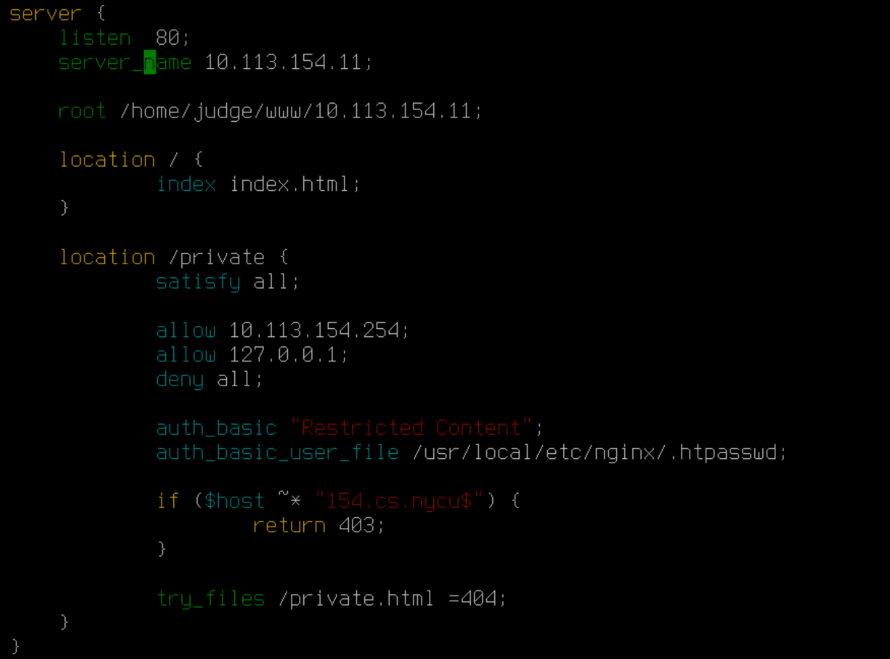 server {
listen  80;
server_name 10.113.154.11;
root /home/judge/www/10.113.154.11;
location / {
index index.html;
}
location /private {
satisfy all;
allow 10.113.154.254;
allow 127.0.0.1;
deny all;
auth_basic "Restricted Content";
auth_basic_user_file /usr/local/etc/nginx/.htpasswd;
if ($host ~* "154.cs.nycu$") {
return 403;
}
try_files /private.html =404;
}
}